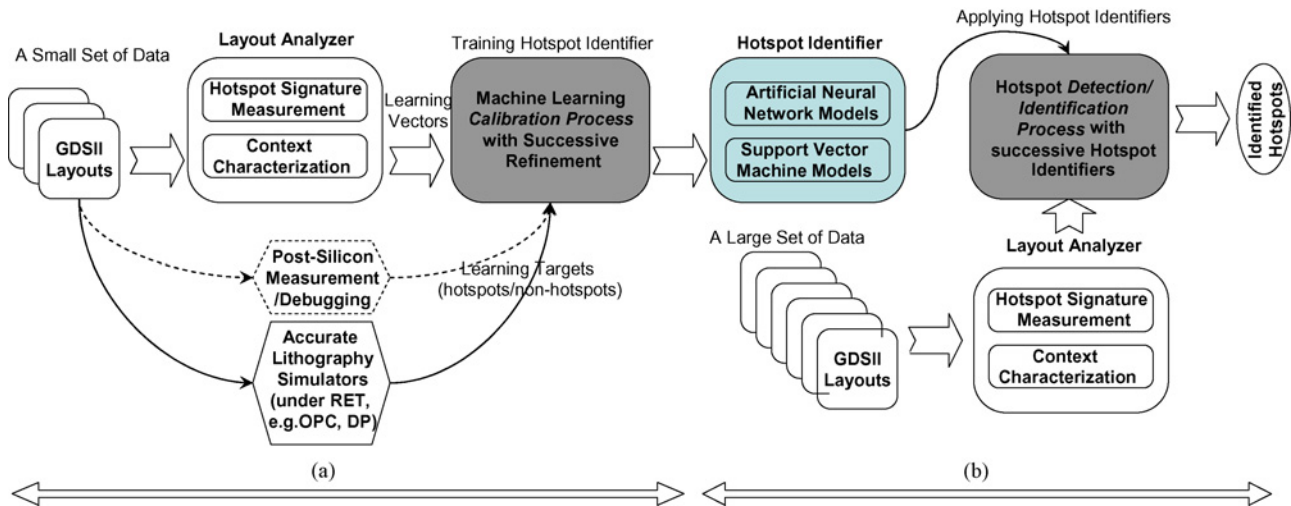 A Small Set of Data
GDSII
Layouts
Layout Analyzer
Hotspot Signature
Measurement
Context
Characterization
Learning
Vectors
Training Hotspot Identifier
Machine Learning
Calibration Process
with Successive
Refinement
Post-Silicon
Measurement
/Debugging
Learning Targets
(hotspots/non-hotspots)
Accurate
Lithography
Simulators
(under RET,
e.g.OPC, DP)
(a)
Hotspot Identifier
Artificial Neural
Network Models
Support Vector
Machine Models
Applying Hotspot Identifiers
Hotspot Detection/
Identification
Process with
successive Hotspot
Identifiers
Identified
Hotspots
A Large Set of Data
GDSII
Layouts
Layout Analyzer
Hotspot Signature
Measurement
Context
Characterization
(b)